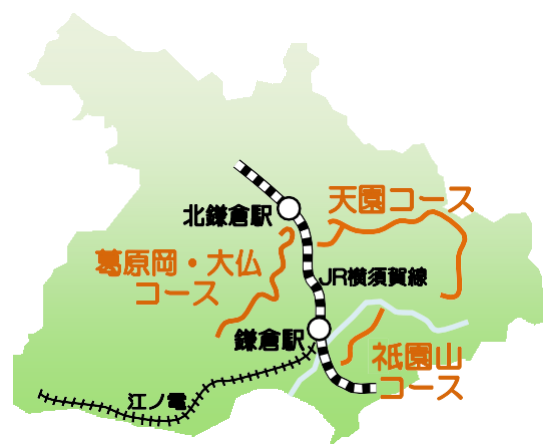 天園コース
北鎌倉駅
葛原岡・大仏
コース
JR横須賀線
鎌倉駅
祇園山
コース
江ノ電